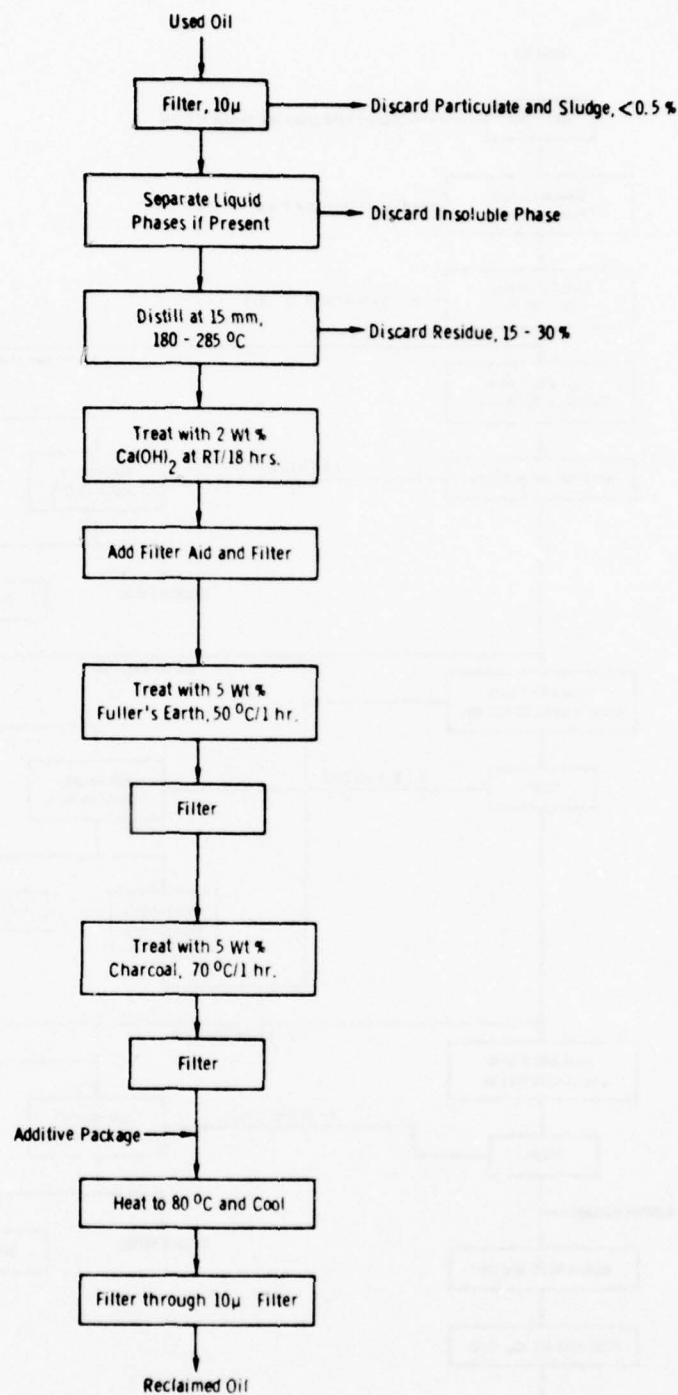 Used Oil
Filter, 10μ
Discard Particulate and Sludge, <0.5 %
Separate Liquid
Phases if Present
Discard Insoluble Phase
Distill at 15 mm,
180 - 285 °C
Discard Residue, 15 - 30 %
Treat with 2 Wt %
Ca(OH)₂ at RT/18 hrs.
Add Filter Aid and Filter
Treat with 5 Wt %
Fuller's Earth, 50 °C/1 hr.
Filter
Treat with 5 Wt %
Charcoal, 70 °C/1 hr.
Filter
Additive Package
Heat to 80 °C and Cool
Filter through 10μ Filter
Reclaimed Oil